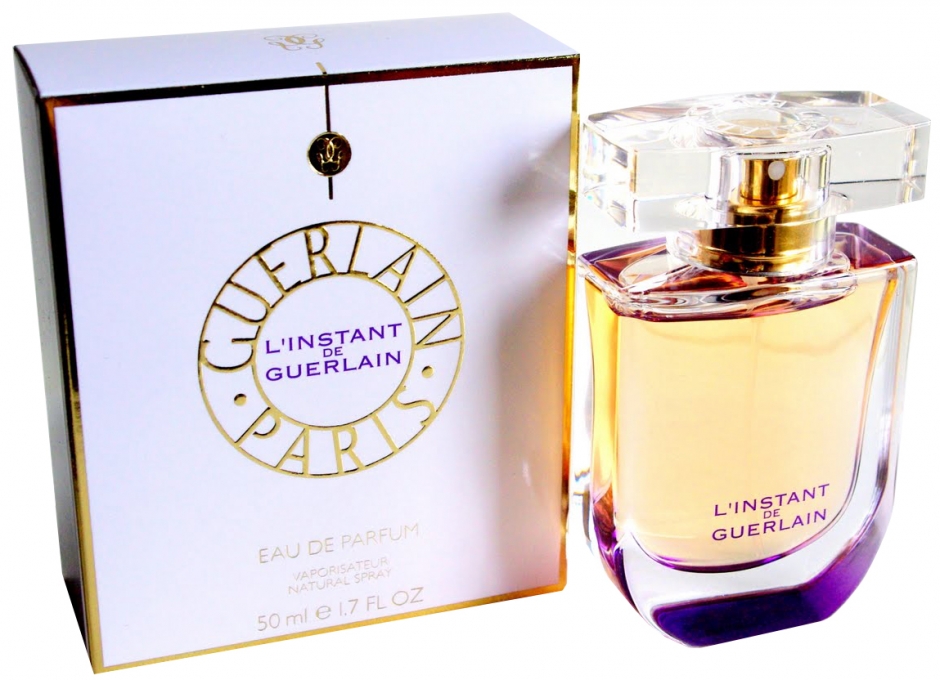 GUERLAIN
L'INSTANT
DE
GUERLAIN
• PARIS •
EAU DE PARFUM
VAPORISATEUR
NATURAL SPRAY
50 ml e 1.7 FL OZ
L'INSTANT
DE
GUERLAIN